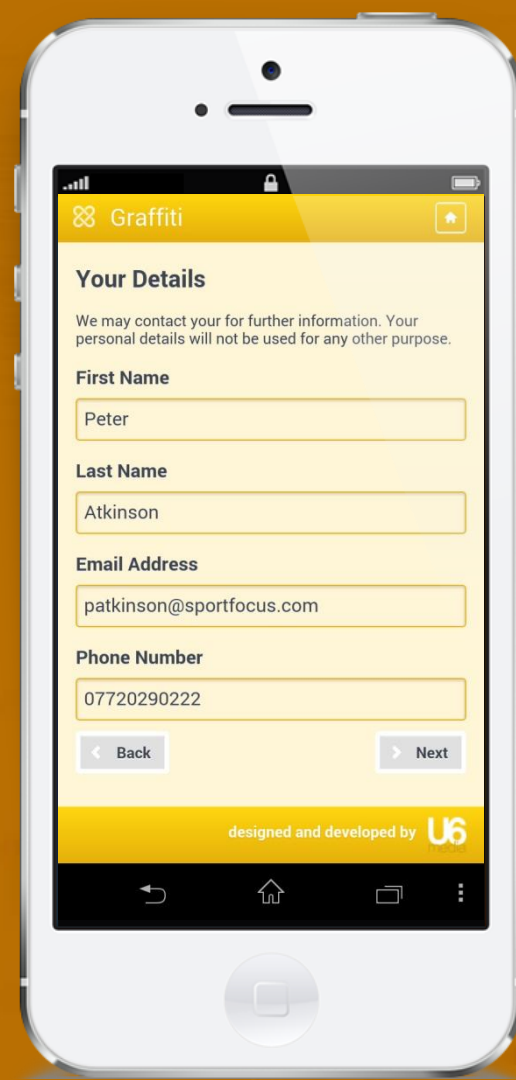 Graffiti
Your Details
We may contact your for further information. Your
personal details will not be used for any other purpose.
First Name
Peter
Last Name
Atkinson
Email Address
patkinson@sportfocus.com
Phone Number
07720290222
Back
Next
designed and developed by U6
media